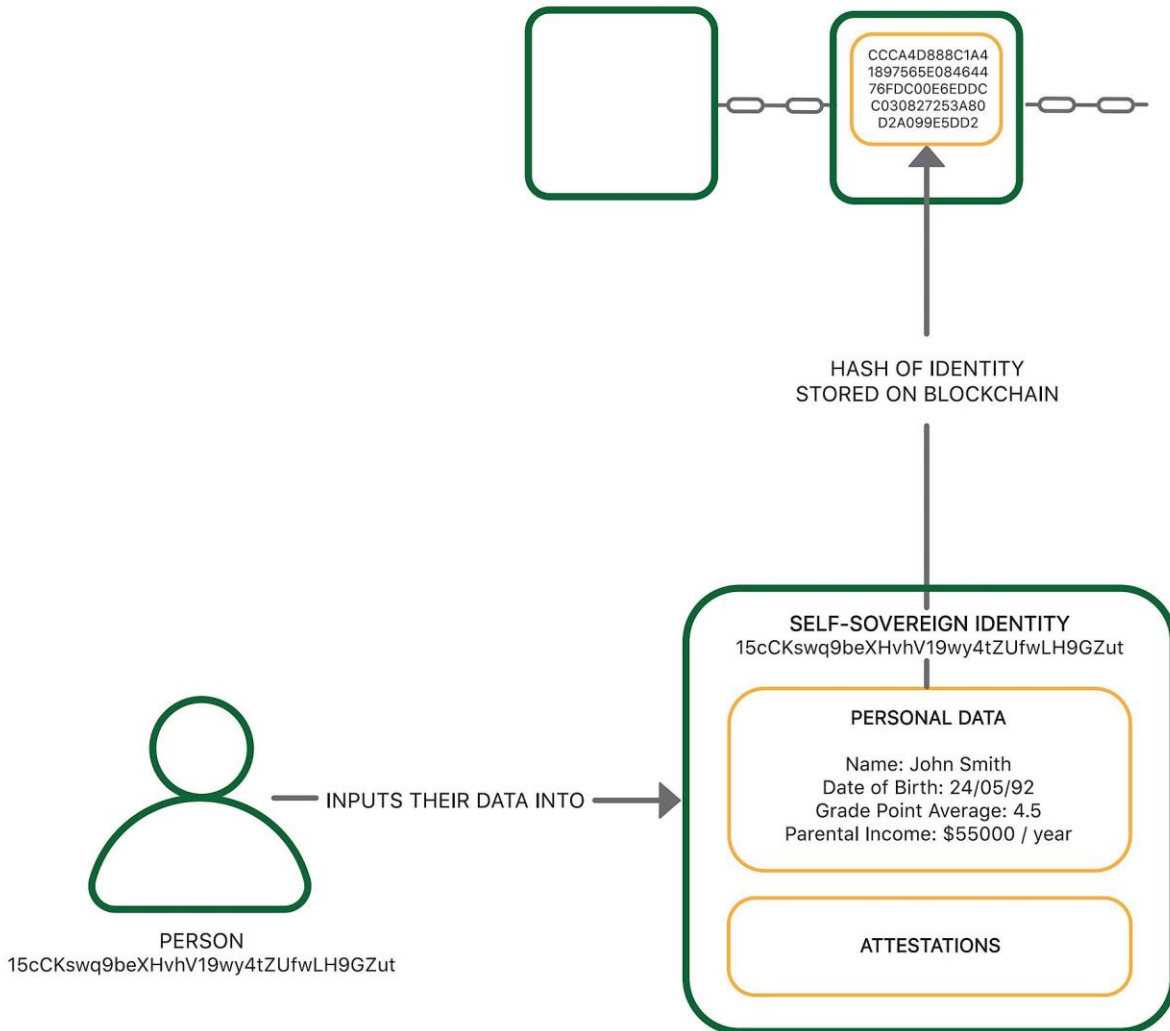 CCCA4D888C1A4
1897565E084644
76FDC00E6EDDC
C030827253A80
D2A099E5DD2
HASH OF IDENTITY
STORED ON BLOCKCHAIN
SELF-SOVEREIGN IDENTITY
15cCKswq9beXHvhV19wy4tZUfwLH9GZut
PERSONAL DATA
Name: John Smith
Date of Birth: 24/05/92
Grade Point Average: 4.5
Parental Income: $55000 / year
INPUTS THEIR DATA INTO
ATTESTATIONS
PERSON
15cCKswq9beXHvhV19wy4tZUfwLH9GZut